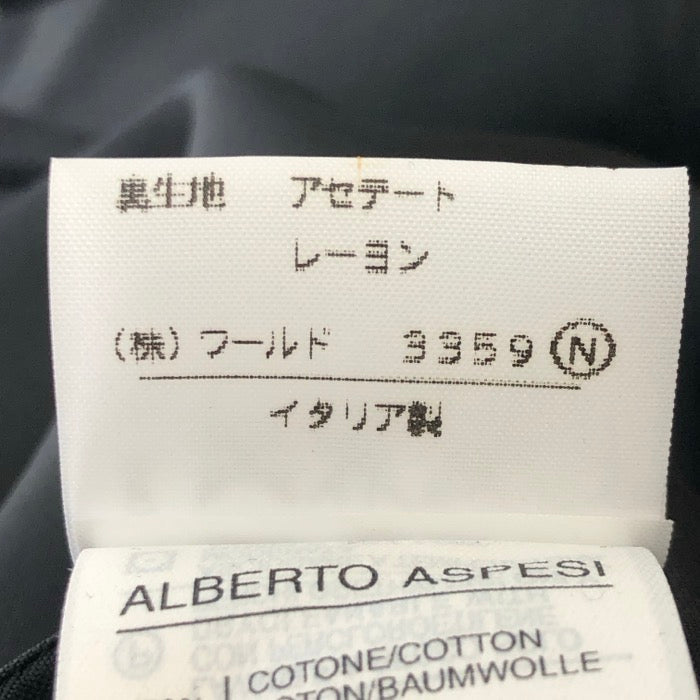 裏生地 アセテート
レーヨン
(株) ワールド 3359 Ⓝ
イタリア製
ALBERTO ASPESI
COTONE/COTTON
/BAUMWOLLE